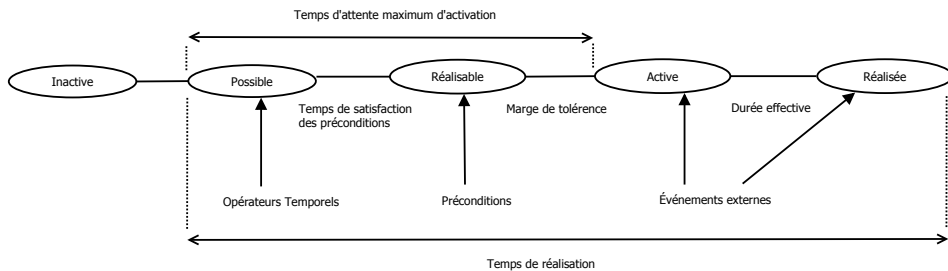 Temps d'attente maximum d'activation
Inactive
Possible
Réalisable
Active
Réalisée
Temps de satisfaction
des préconditions
Marge de tolérence
Durée effective
Opérateurs Temporels
Préconditions
Événements externes
Temps de réalisation